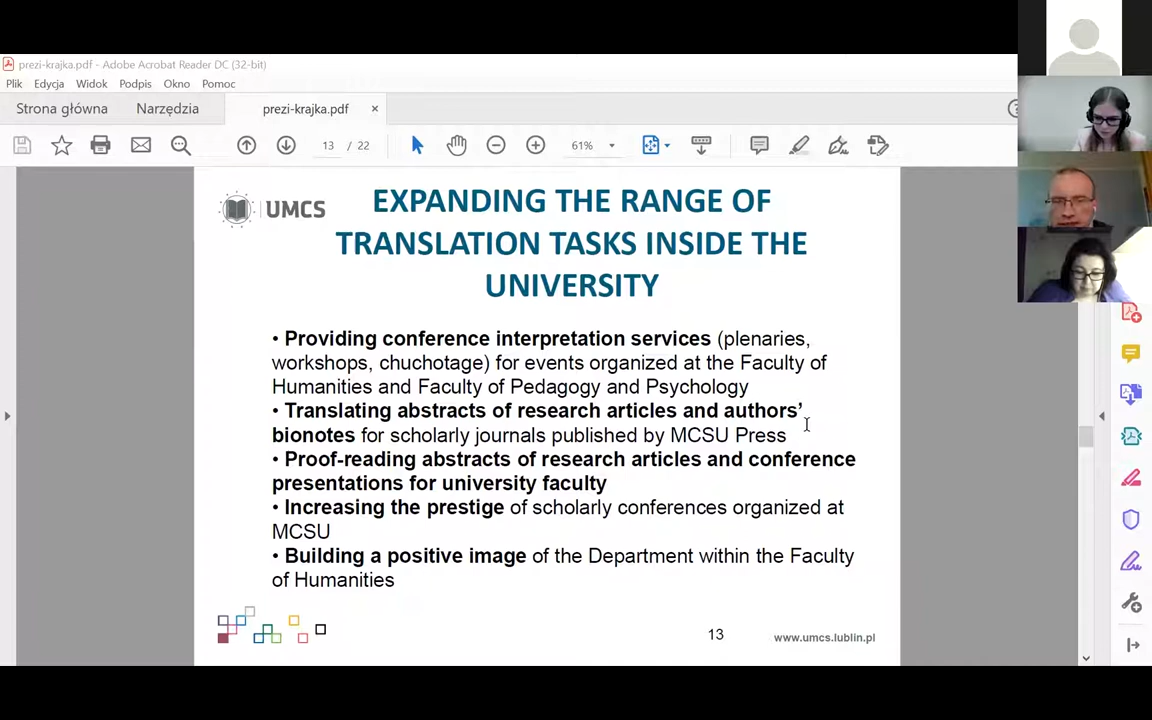 prezi-krajka.pdf - Adobe Acrobat Reader DC (32-bit)
Plik Edycja Widok Podpis Okno Pomoc
Strona główna Narzędzia prezi-krajka.pdf ×
13 / 22 61%
UMCS
EXPANDING THE RANGE OF
TRANSLATION TASKS INSIDE THE
UNIVERSITY
• Providing conference interpretation services (plenaries,
workshops, chuchotage) for events organized at the Faculty of
Humanities and Faculty of Pedagogy and Psychology
• Translating abstracts of research articles and authors’
bionotes for scholarly journals published by MCSU Press
• Proof-reading abstracts of research articles and conference
presentations for university faculty
• Increasing the prestige of scholarly conferences organized at
MCSU
• Building a positive image of the Department within the Faculty
of Humanities
13 www.umcs.lublin.pl